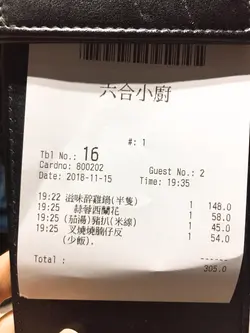 六合小廚
#: 1
Tbl No.: 16
Cardno: 800202 Guest No.: 2
Date: 2018-11-15 Time: 19:35
19:22 滋味醉雞鍋(半隻) 1 148.0
19:25 蒜蓉西蘭花 1 58.0
19:25 (茄湯)豬扒(米線) 1 45.0
19:25 叉燒燒腩仔反 1 54.0
(少飯).
Total :
305.0